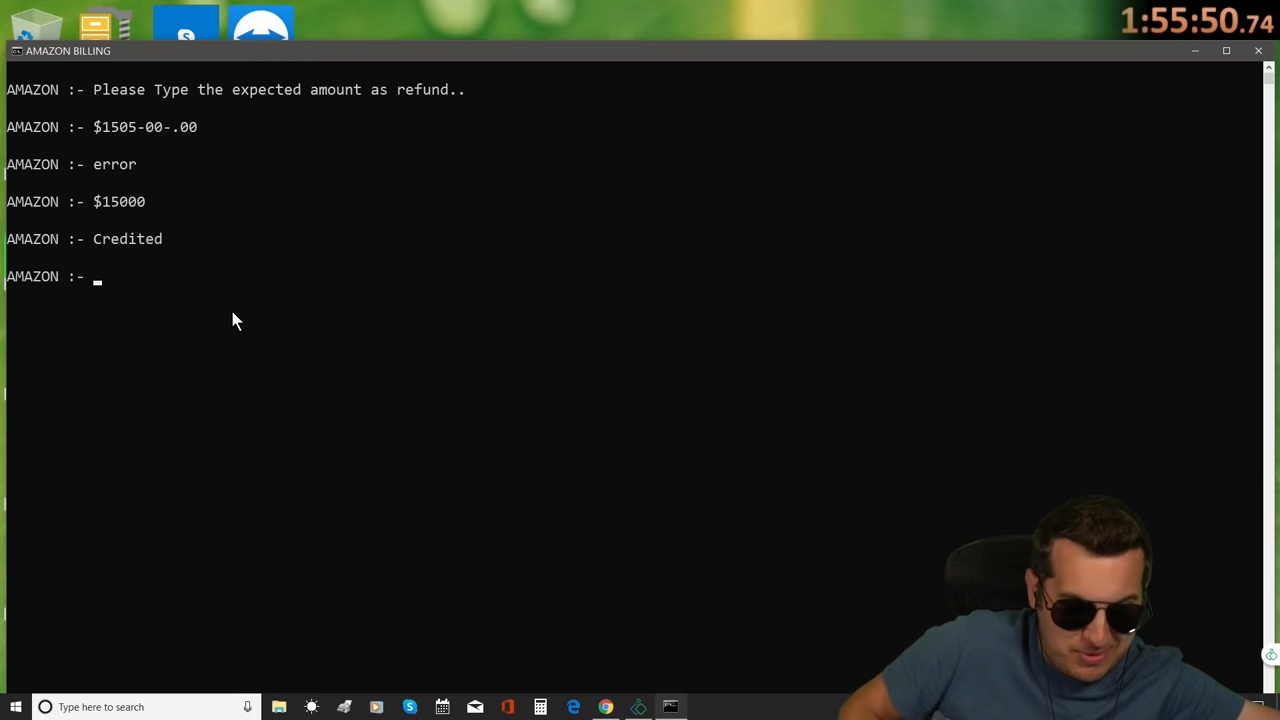 1:55:50.74
AMAZON BILLING
AMAZON :- Please Type the expected amount as refund..
AMAZON :- $1505-00-.00
AMAZON :- error
AMAZON :- $15000
AMAZON :- Credited
AMAZON :-
Type here to search